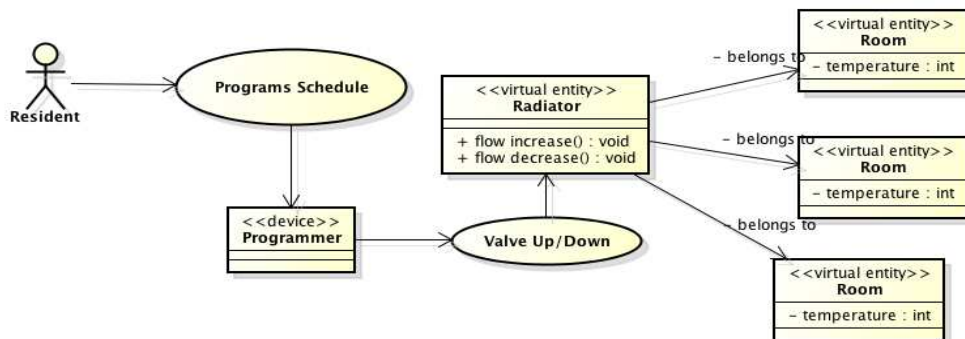 Resident
Programs Schedule
<<device>>
Programmer
Valve Up/Down
<<virtual entity>>
Radiator
+ flow increase() : void
+ flow decrease() : void
- belongs to
<<virtual entity>>
Room
- temperature : int
- belongs to
<<virtual entity>>
Room
- temperature : int
- belongs to
<<virtual entity>>
Room
- temperature : int